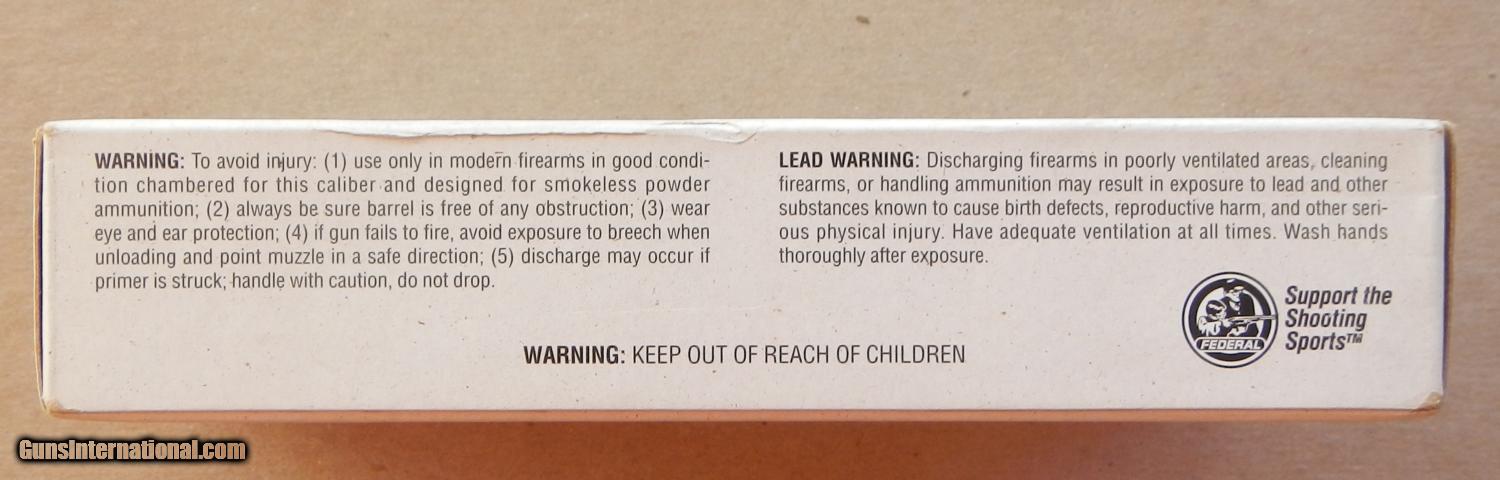 WARNING: To avoid injury: (1) use only in modern firearms in good condi-
tion chambered for this caliber and designed for smokeless powder
ammunition; (2) always be sure barrel is free of any obstruction; (3) wear
eye and ear protection; (4) if gun fails to fire, avoid exposure to breech when
unloading and point muzzle in a safe direction; (5) discharge may occur if
primer is struck; handle with caution, do not drop.
LEAD WARNING: Discharging firearms in poorly ventilated areas, cleaning
firearms, or handling ammunition may result in exposure to lead and other
substances known to cause birth defects, reproductive harm, and other seri-
ous physical injury. Have adequate ventilation at all times. Wash hands
thoroughly after exposure.
FEDERAL
Support the
Shooting
Sports™
WARNING: KEEP OUT OF REACH OF CHILDREN
GunsInternational.com